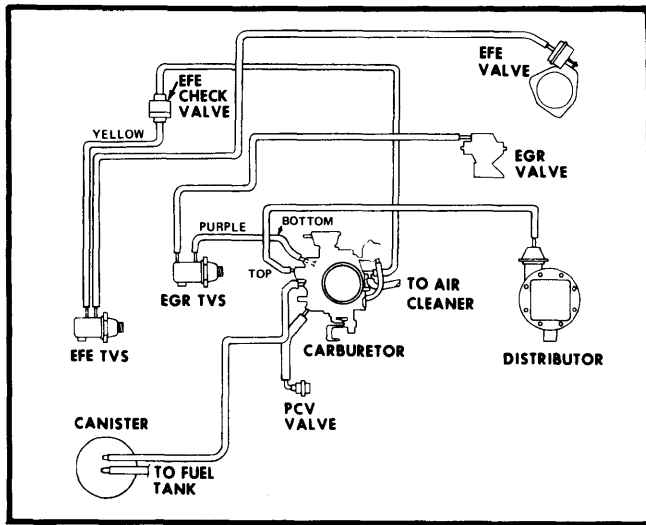 EFE
VALVE
EFE
CHECK
VALVE
YELLOW
EGR
VALVE
PURPLE
BOTTOM
TOP
EGR TVS
TO AIR
CLEANER
EFE TVS
CARBURETOR
DISTRIBUTOR
PCV
VALVE
CANISTER
TO FUEL
TANK